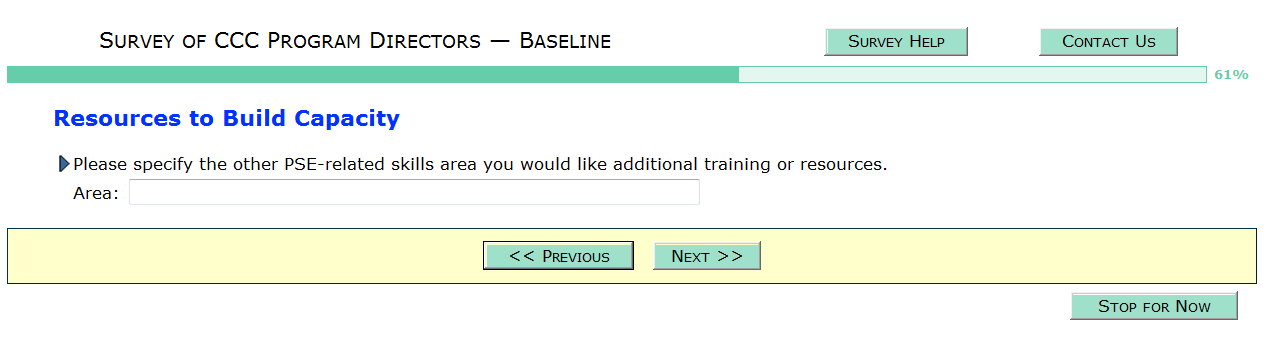 Survey of CCC Program Directors — Baseline
Survey Help
Contact Us
61%
Resources to Build Capacity
Please specify the other PSE-related skills area you would like additional training or resources.
Area:
<< Previous
Next >>
Stop for Now